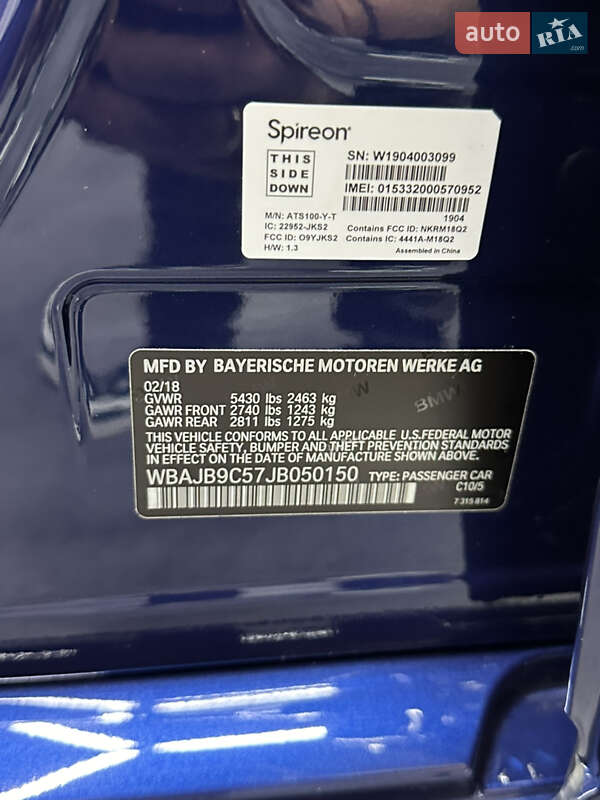 auto RIA .com
Spireon®
THIS
SIDE
DOWN
SN: W1904003099
IMEI: 015332000570952
M/N: ATS100-Y-T 1904
IC: 22952-JKS2 Contains FCC ID: NKRM18Q2
FCC ID: O9YJKS2 Contains IC: 4441A-M18Q2
H/W: 1.3 Assembled in China
MFD BY BAYERISCHE MOTOREN WERKE AG
02/18
GVWR 5430 lbs 2463 kg
GAWR FRONT 2740 lbs 1243 kg
GAWR REAR 2811 lbs 1275 kg
BMW
THIS VEHICLE CONFORMS TO ALL APPLICABLE U.S.FEDERAL MOTOR
VEHICLE SAFETY, BUMPER AND THEFT PREVENTION STANDARDS
IN EFFECT ON THE DATE OF MANUFACTURE SHOWN ABOVE.
WBAJB9C57JB050150 TYPE: PASSENGER CAR
C10/5
7 315 814